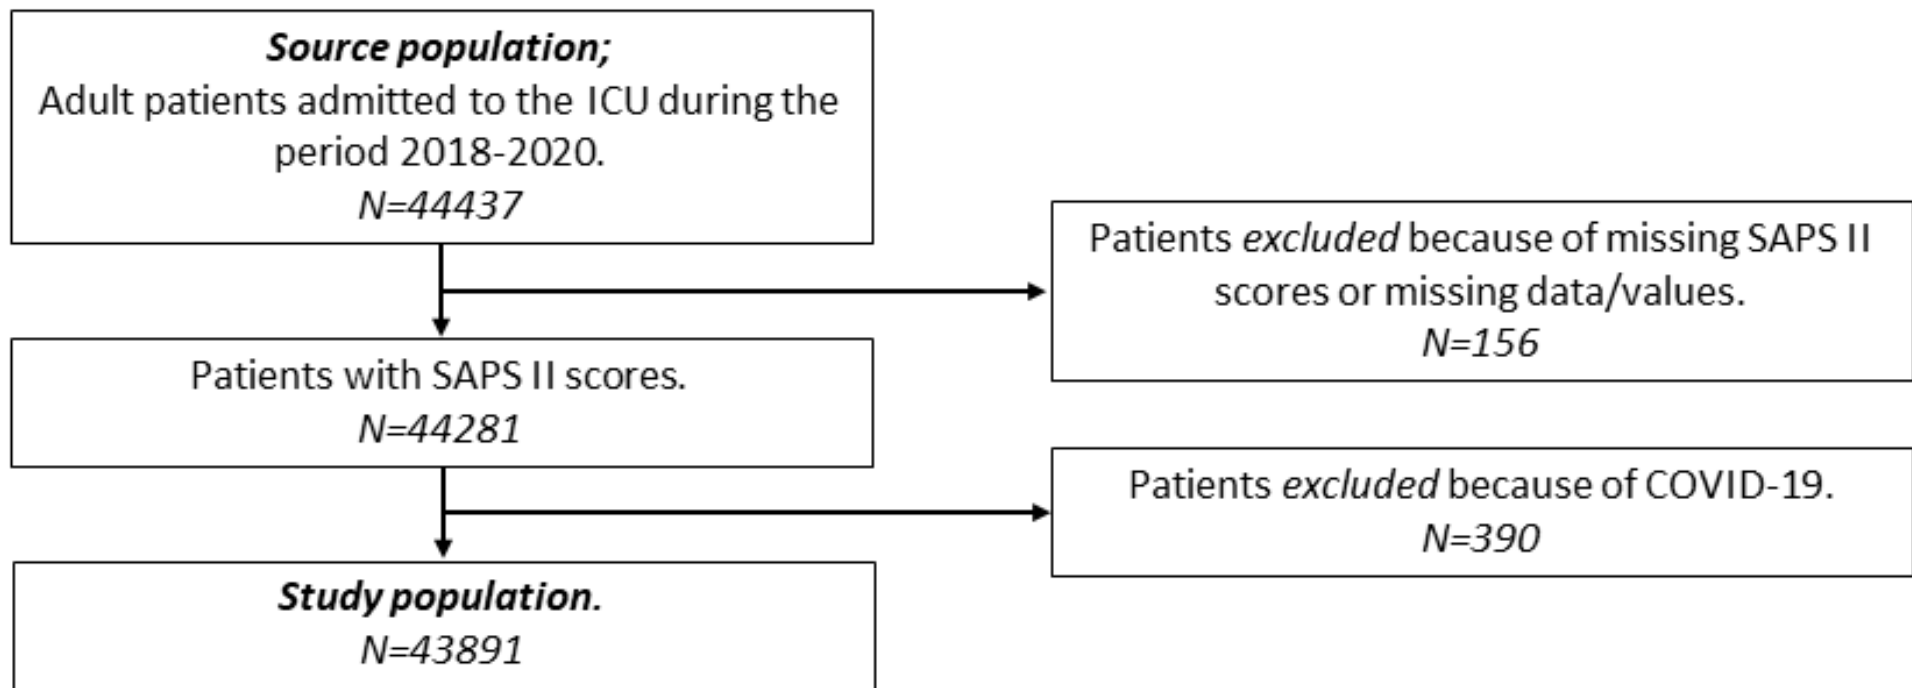 Source population;
Adult patients admitted to the ICU during the
period 2018-2020.
N=44437
Patients excluded because of missing SAPS II
scores or missing data/values.
N=156
Patients with SAPS II scores.
N=44281
Patients excluded because of COVID-19.
N=390
Study population.
N=43891